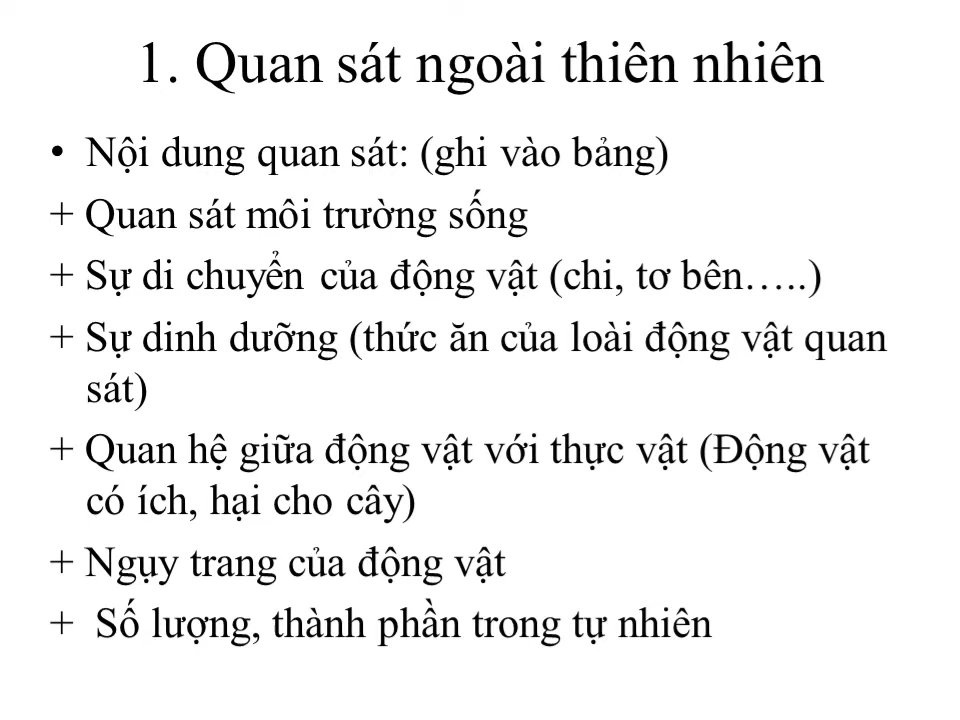 1. Quan sát ngoài thiên nhiên
• Nội dung quan sát: (ghi vào bảng)
+ Quan sát môi trường sống
+ Sự di chuyển của động vật (chi, tơ bên…..)
+ Sự dinh dưỡng (thức ăn của loài động vật quan
sát)
+ Quan hệ giữa động vật với thực vật (Động vật
có ích, hại cho cây)
+ Ngụy trang của động vật
+ Số lượng, thành phần trong tự nhiên